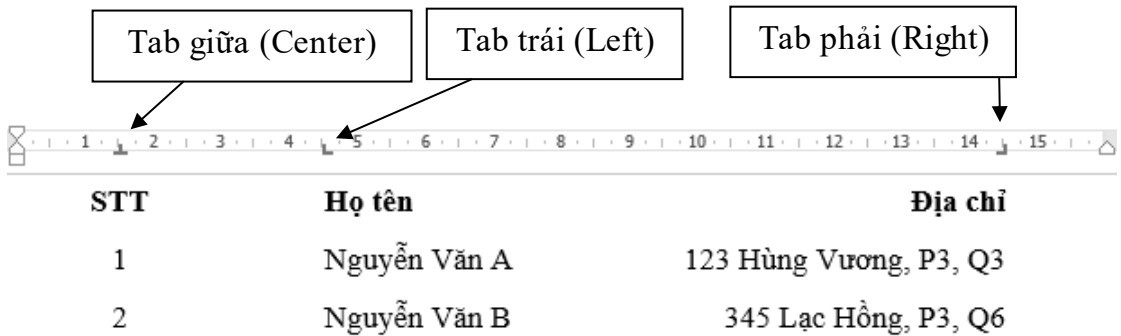 Tab giữa (Center) Tab trái (Left) Tab phải (Right)
1 2 3 4 5 6 7 8 9 10 11 12 13 14 15
STT Họ tên Địa chỉ
1 Nguyễn Văn A 123 Hùng Vương, P3, Q3
2 Nguyễn Văn B 345 Lạc Hồng, P3, Q6